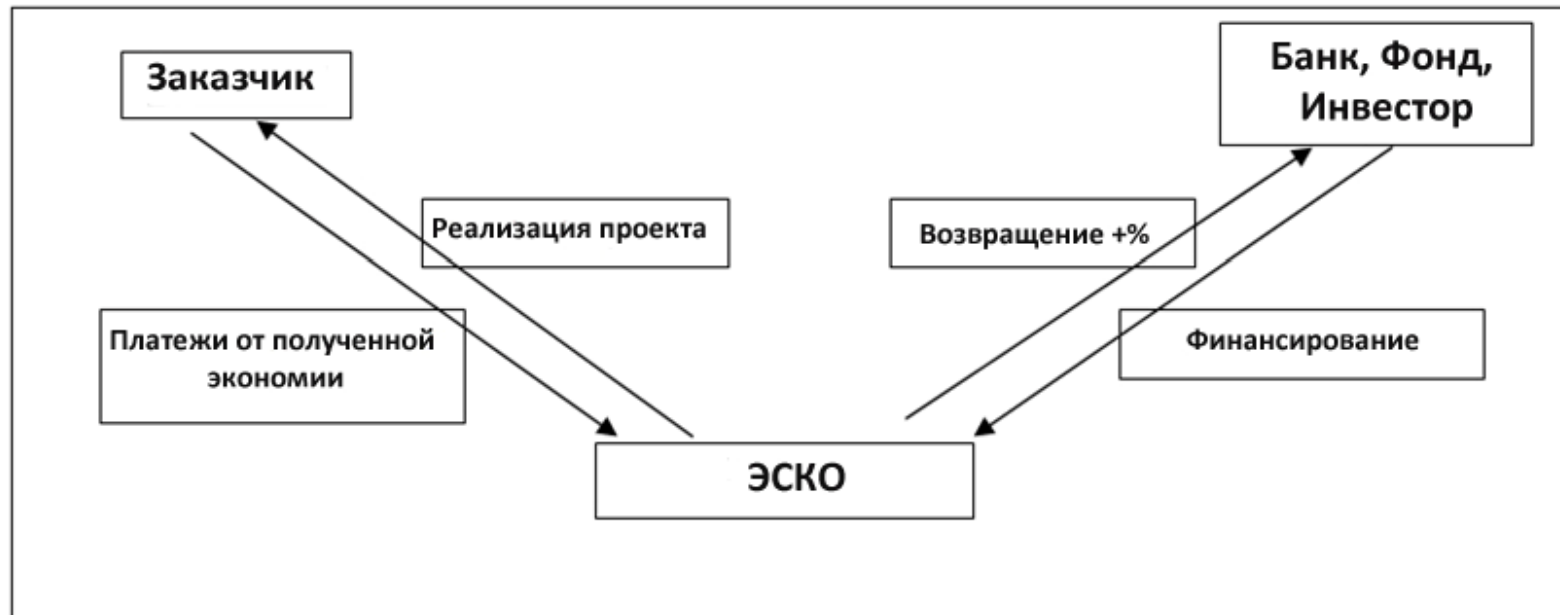 Заказчик
Банк, Фонд,
Инвестор
Реализация проекта
Возвращение +%
Платежи от полученной
экономии
Финансирование
ЭСКО